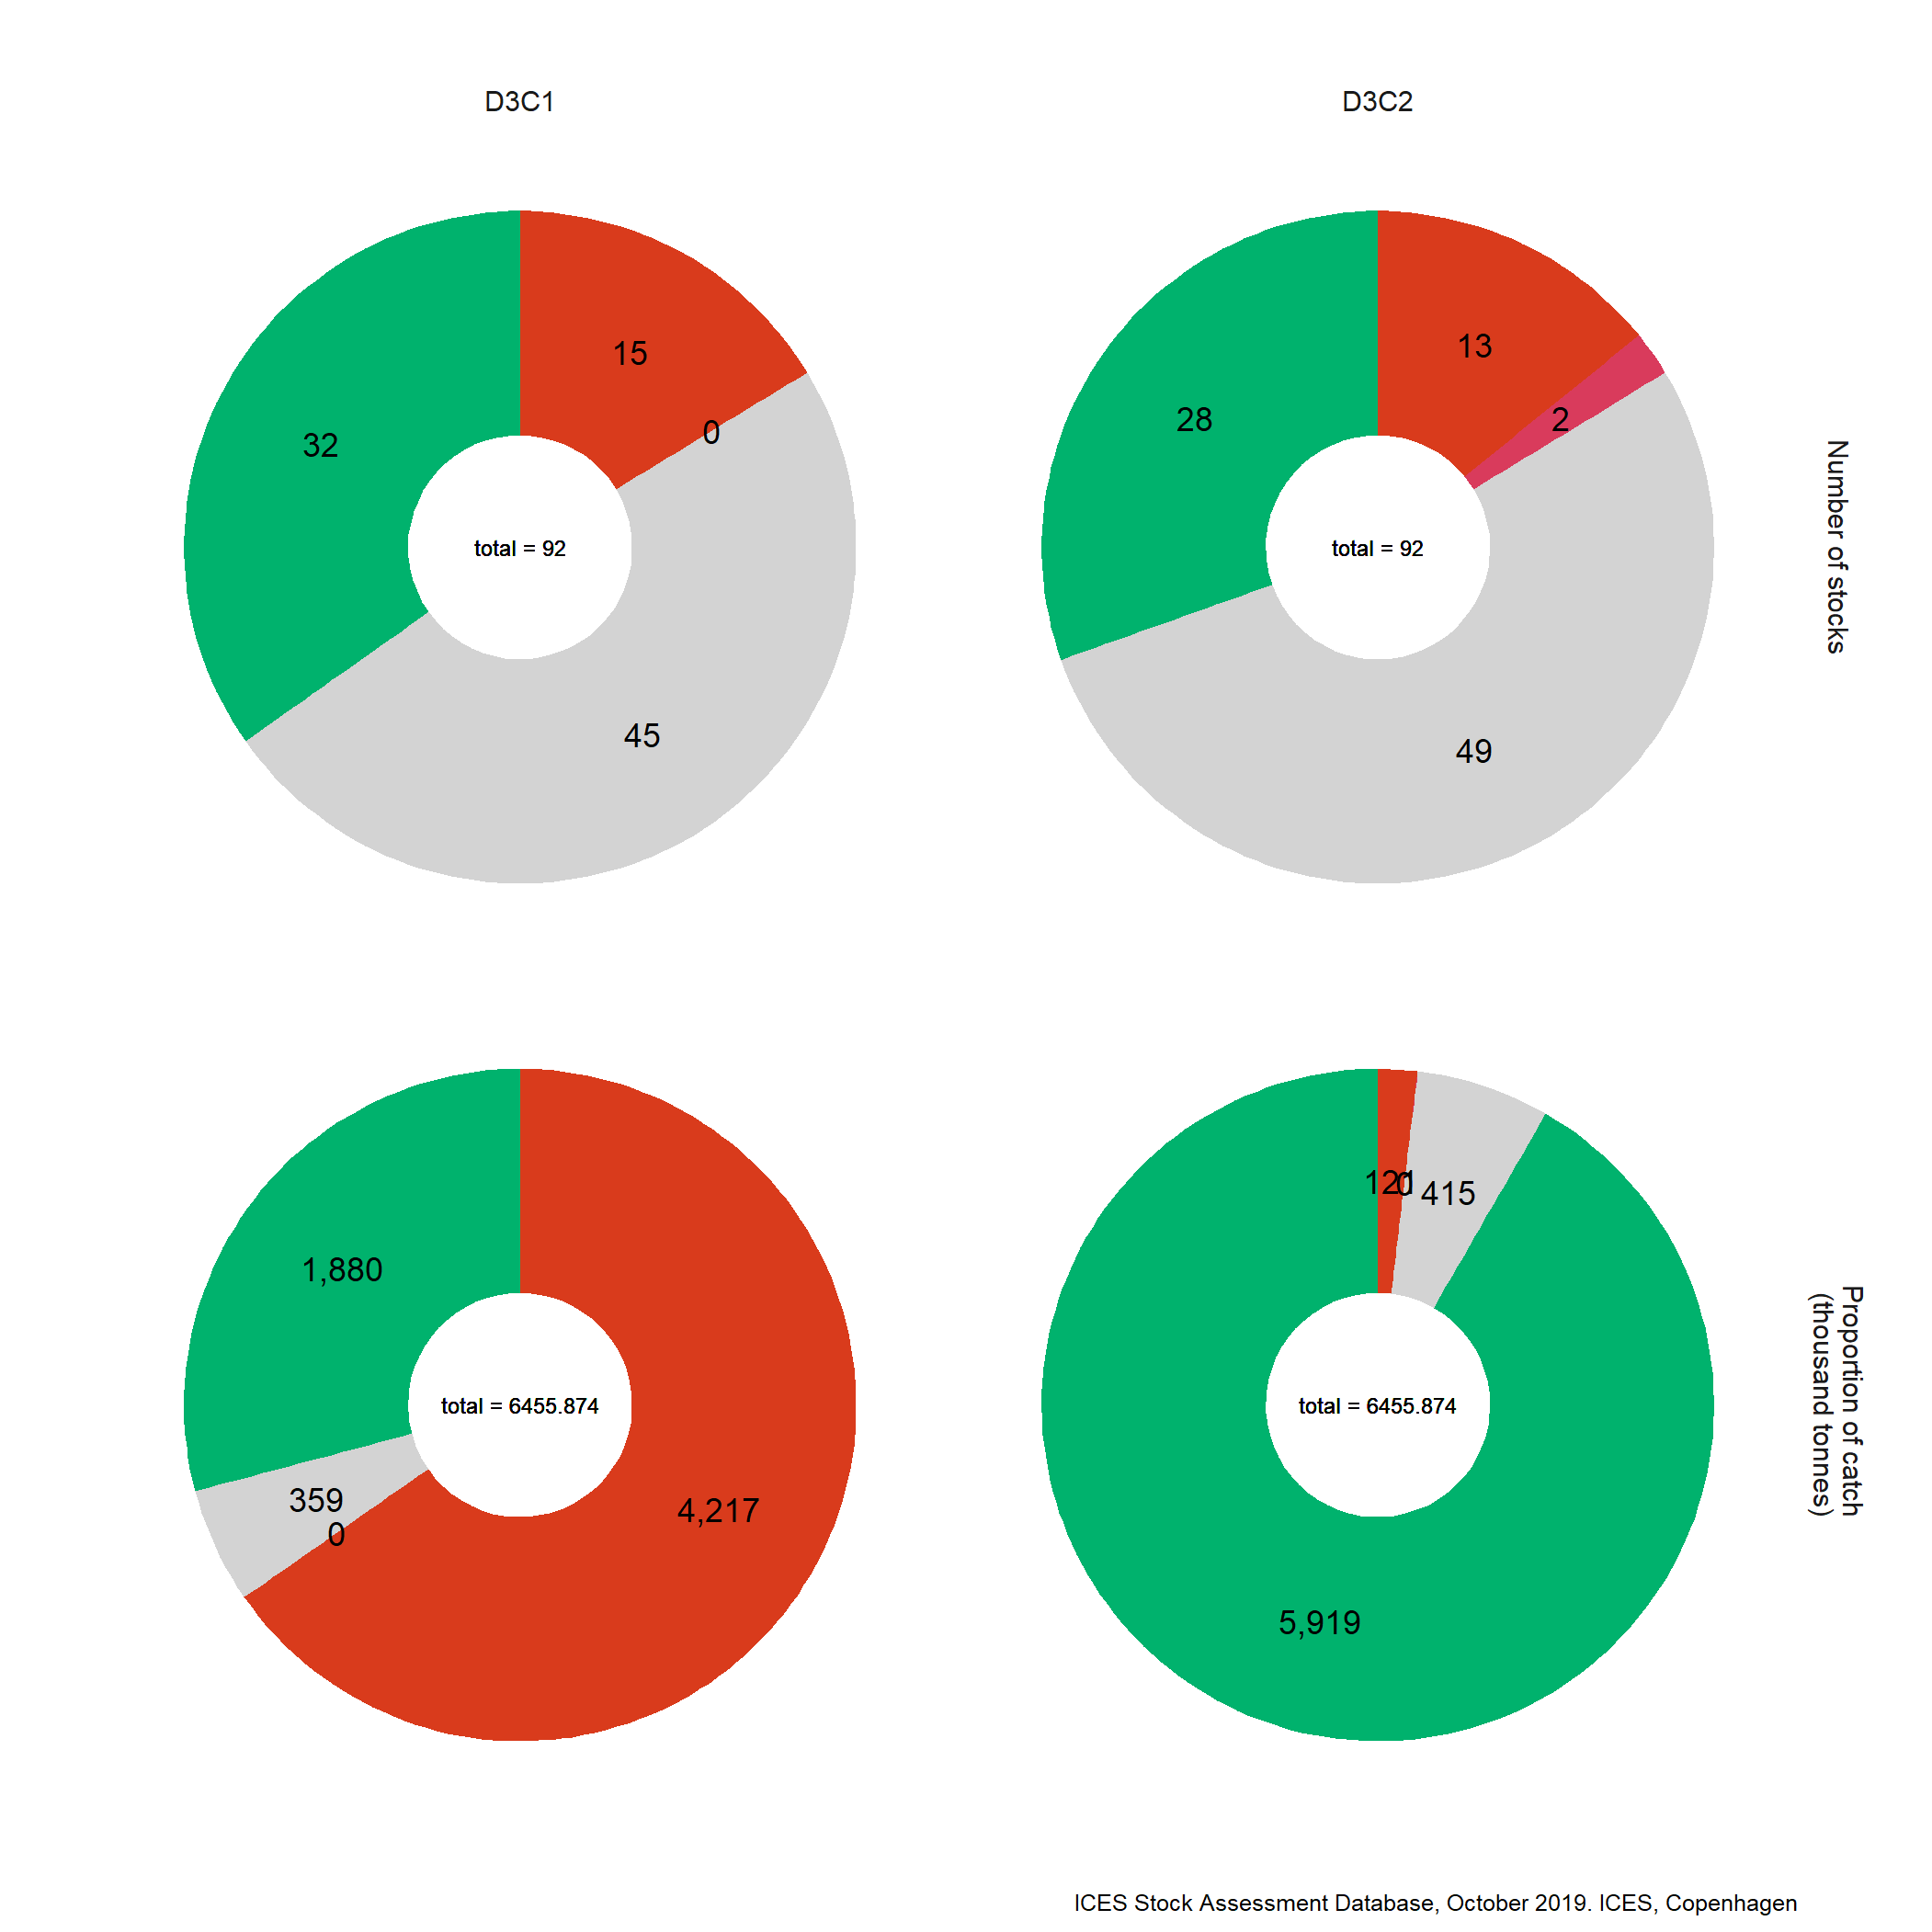 D3C1 D3C2
15
0
45
32
total = 92
13
2
49
28
total = 92
Number of stocks
4,217
0
359
1,880
total = 6455.874
121
0
415
5,919
total = 6455.874
Proportion of catch
(thousand tonnes)
ICES Stock Assessment Database, October 2019. ICES, Copenhagen